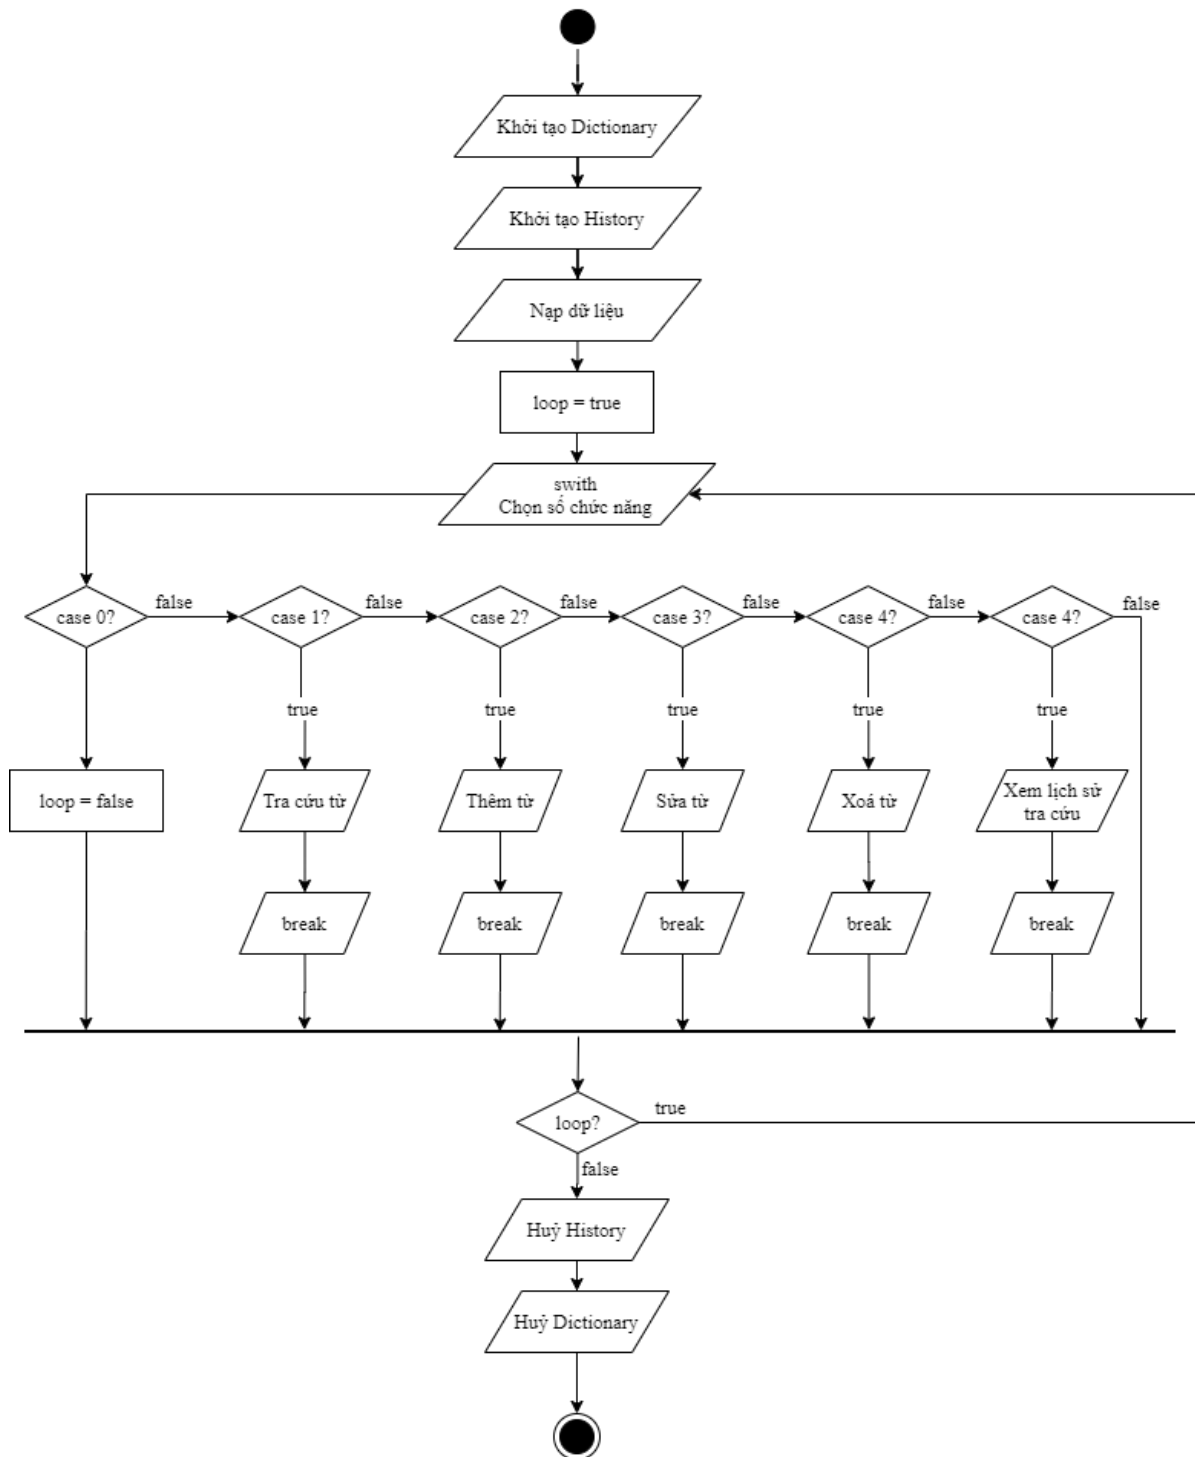 Khởi tạo Dictionary
Khởi tạo History
Nạp dữ liệu
loop = true
swith
Chọn số chức năng
case 0?
false
case 1?
false
case 2?
false
case 3?
false
case 4?
false
case 4?
false
true
true
true
true
true
loop = false
Tra cứu từ
Thêm từ
Sửa từ
Xoá từ
Xem lịch sử
tra cứu
break
break
break
break
break
loop?
true
false
Huỷ History
Huỷ Dictionary